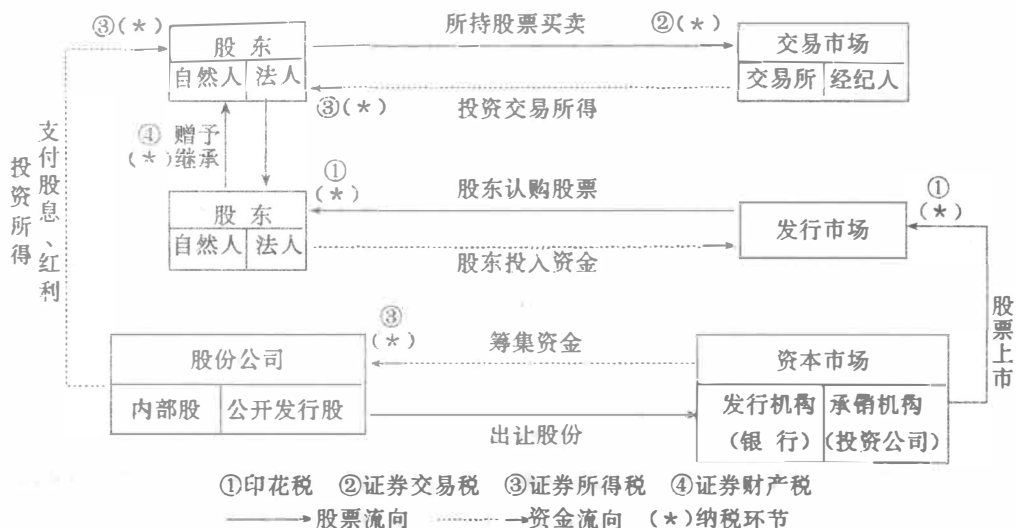 ③(*)
所持股票买卖
②(*)
股 东
自然人 法人
交易市场
交易所 经纪人
③(*)
投资交易所得
④ 赠予
(*)继承
支付股息、红利
投资所得
①
(*)
股东认购股票
①
(*)
股 东
自然人 法人
发行市场
股东投入资金
股票上市
③
(*)
筹集资金
股份公司
内部股 公开发行股
资本市场
发行机构 承销机构
(银 行) (投资公司)
出让股份
①印花税 ②证券交易税 ③证券所得税 ④证券财产税
股票流向 资金流向 (*)纳税环节